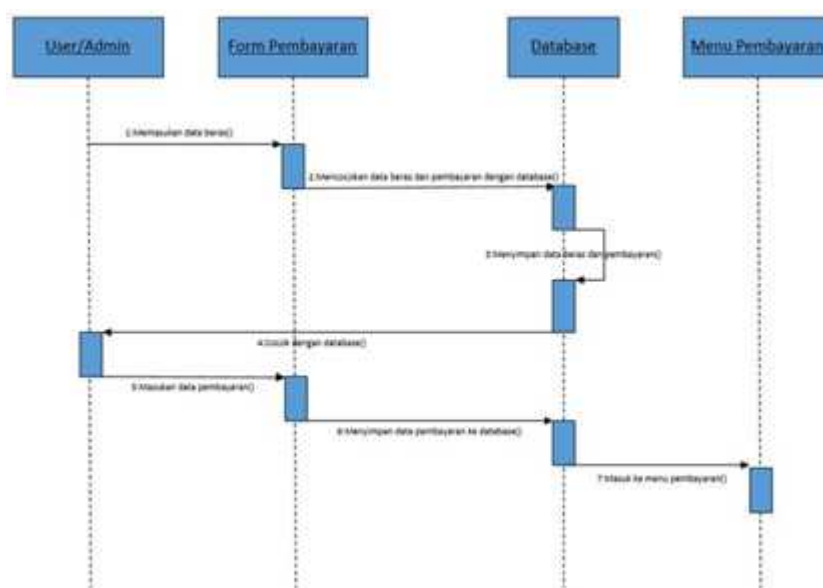 User/Admin
Form Pembayaran
Database
Menu Pembayaran
1:Memasukan data beras()
2:Mencocokan data beras dan pembayaran dengan database()
3:Menyimpan data beras dan pembayaran()
4:Cocok dengan database()
5:Masukan data pembayaran()
6:Menyimpan data pembayaran ke database()
7:Masuk ke menu pembayaran()